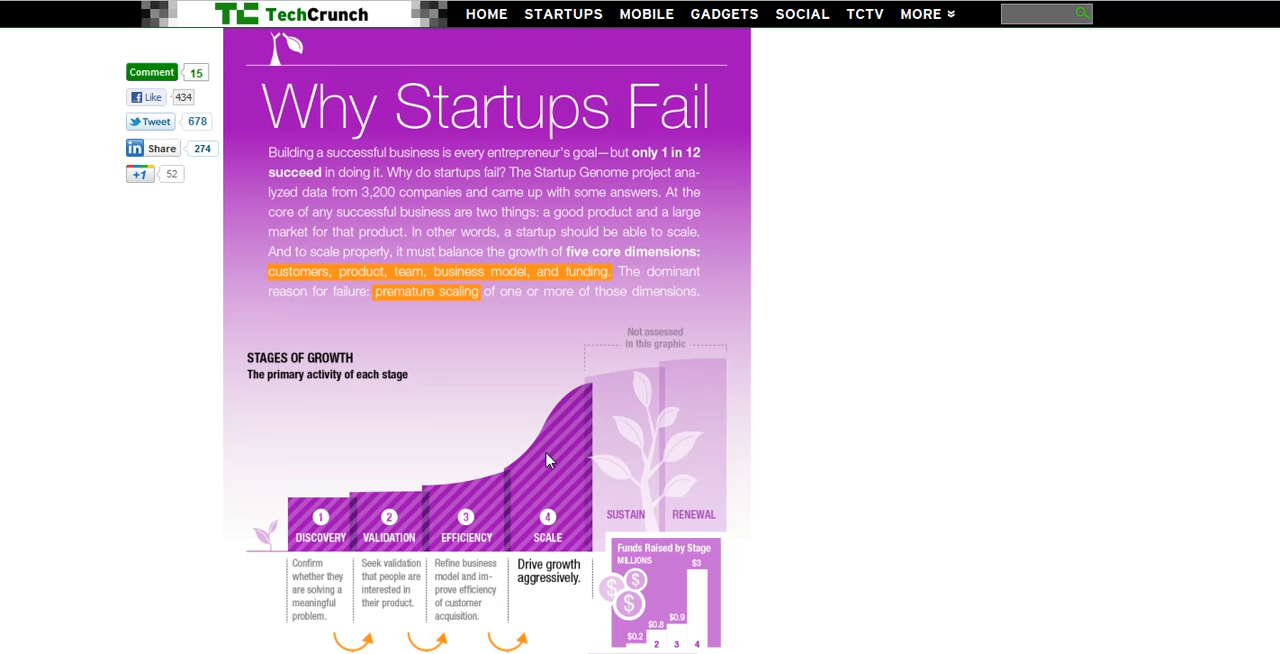 TechCrunch
HOME STARTUPS MOBILE GADGETS SOCIAL TCTV MORE
Comment 15
Like 434
Tweet 678
in Share 274
+1 52
Why Startups Fail
Building a successful business is every entrepreneur's goal—but only 1 in 12
succeed in doing it. Why do startups fail? The Startup Genome project ana-
lyzed data from 3,200 companies and came up with some answers. At the
core of any successful business are two things: a good product and a large
market for that product. In other words, a startup should be able to scale.
And to scale properly, it must balance the growth of five core dimensions:
customers, product, team, business model, and funding. The dominant
reason for failure: premature scaling of one or more of those dimensions.
Not assessed
in this graphic
STAGES OF GROWTH
The primary activity of each stage
1 2 3 4
DISCOVERY VALIDATION EFFICIENCY SCALE
SUSTAIN RENEWAL
Confirm
whether they
are solving a
meaningful
problem.
Seek validation
that people are
interested in
their product.
Refine business
model and im-
prove efficiency
of customer
acquisition.
Drive growth
aggressively.
Funds Raised by Stage
MILLIONS
$ $ $
$0.2 $0.8 $0.9 $3
2 3 4